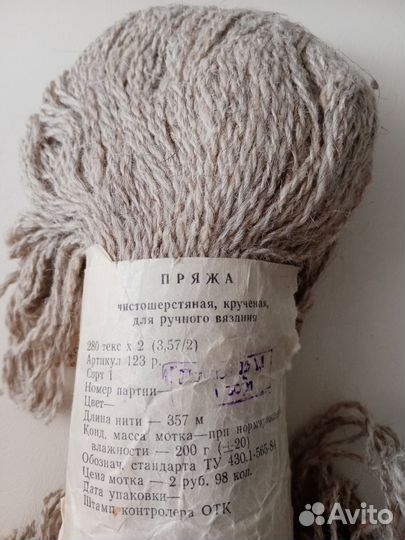 ПРЯЖА
чистошерстяная, крученая,
для ручного вязания
280 текс х 2 (3,57/2)
Артикул 123 р.
Сорт 1
Номер партии—
Цвет—
Длина нити — 357 м
Конд. масса мотка—при нормальной
влажности — 200 г (±20)
Обознач. стандарта ТУ 430.1-565-84
Цена мотка — 2 руб. 98 коп.
Дата упаковки—
Штамп контролера ОТК
Avito